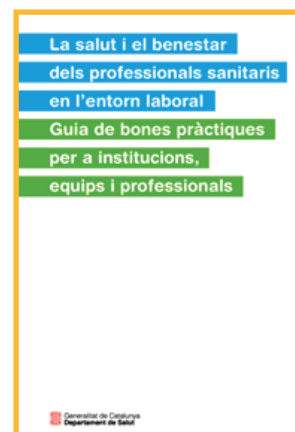 La salut i el benestar
dels professionals sanitaris
en l'entorn laboral
Guia de bones pràctiques
per a institucions,
equips i professionals
Generalitat de Catalunya
Departament de Salut